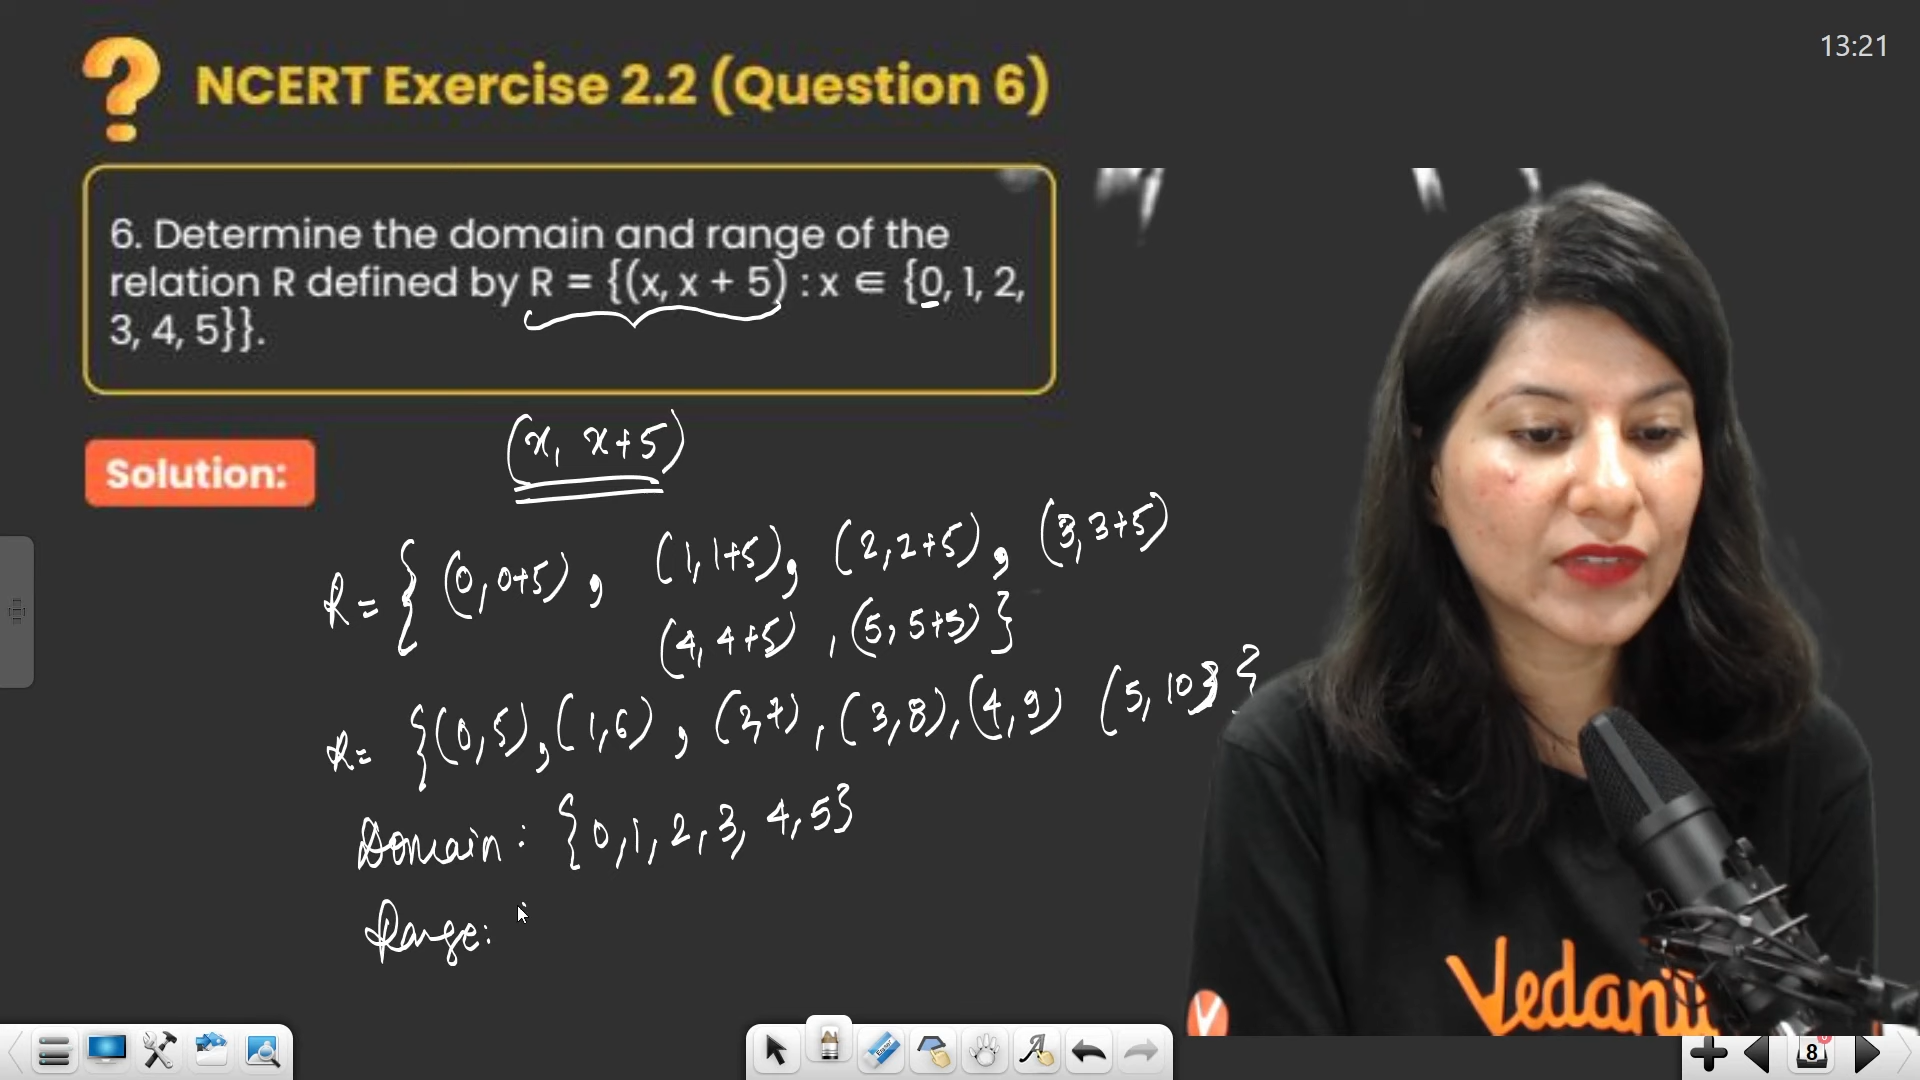 13:21
NCERT Exercise 2.2 (Question 6)
6. Determine the domain and range of the
relation R defined by R = {(x, x + 5) : x ∈ {0, 1, 2,
3, 4, 5}}.
(x, x+5)
Solution:
R = { (0, 0+5), (1, 1+5), (2, 2+5), (3, 3+5)
(4, 4+5), (5, 5+5) }
R = {(0,5), (1,6), (2,7), (3,8), (4,9) (5,10)}
Domain: {0, 1, 2, 3, 4, 5}
Range:
Vedantu
V
8